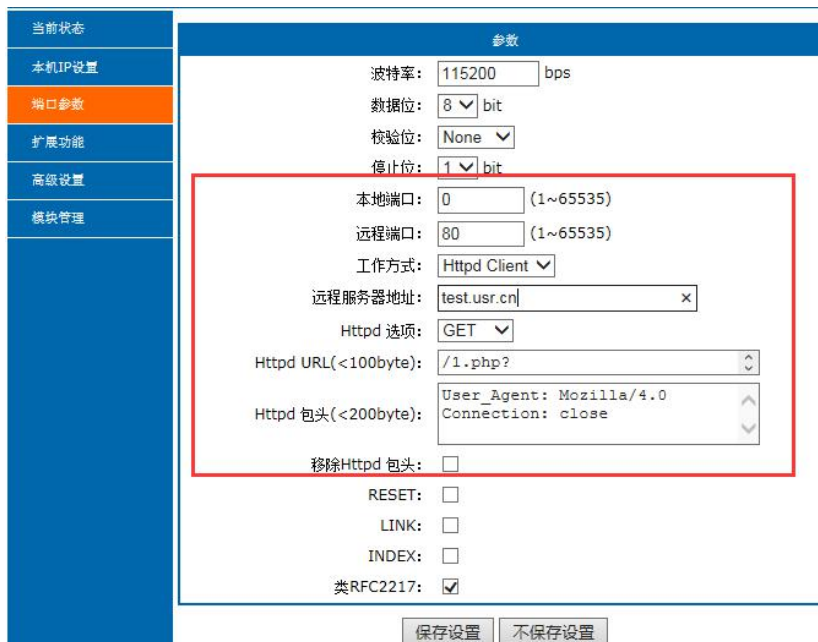 当前状态
本机IP设置
端口参数
扩展功能
高级设置
模块管理
参数
波特率： 115200 bps
数据位： 8 bit
校验位： None
停止位： 1 bit
本地端口： 0 (1~65535)
远程端口： 80 (1~65535)
工作方式： Httpd Client
远程服务器地址： test.usr.cn ×
Httpd 选项： GET
Httpd URL(<100byte)： /1.php?
Httpd 包头(<200byte)： User_Agent: Mozilla/4.0
Connection: close
移除Httpd 包头：
RESET：
LINK：
INDEX：
类RFC2217：
保存设置 不保存设置